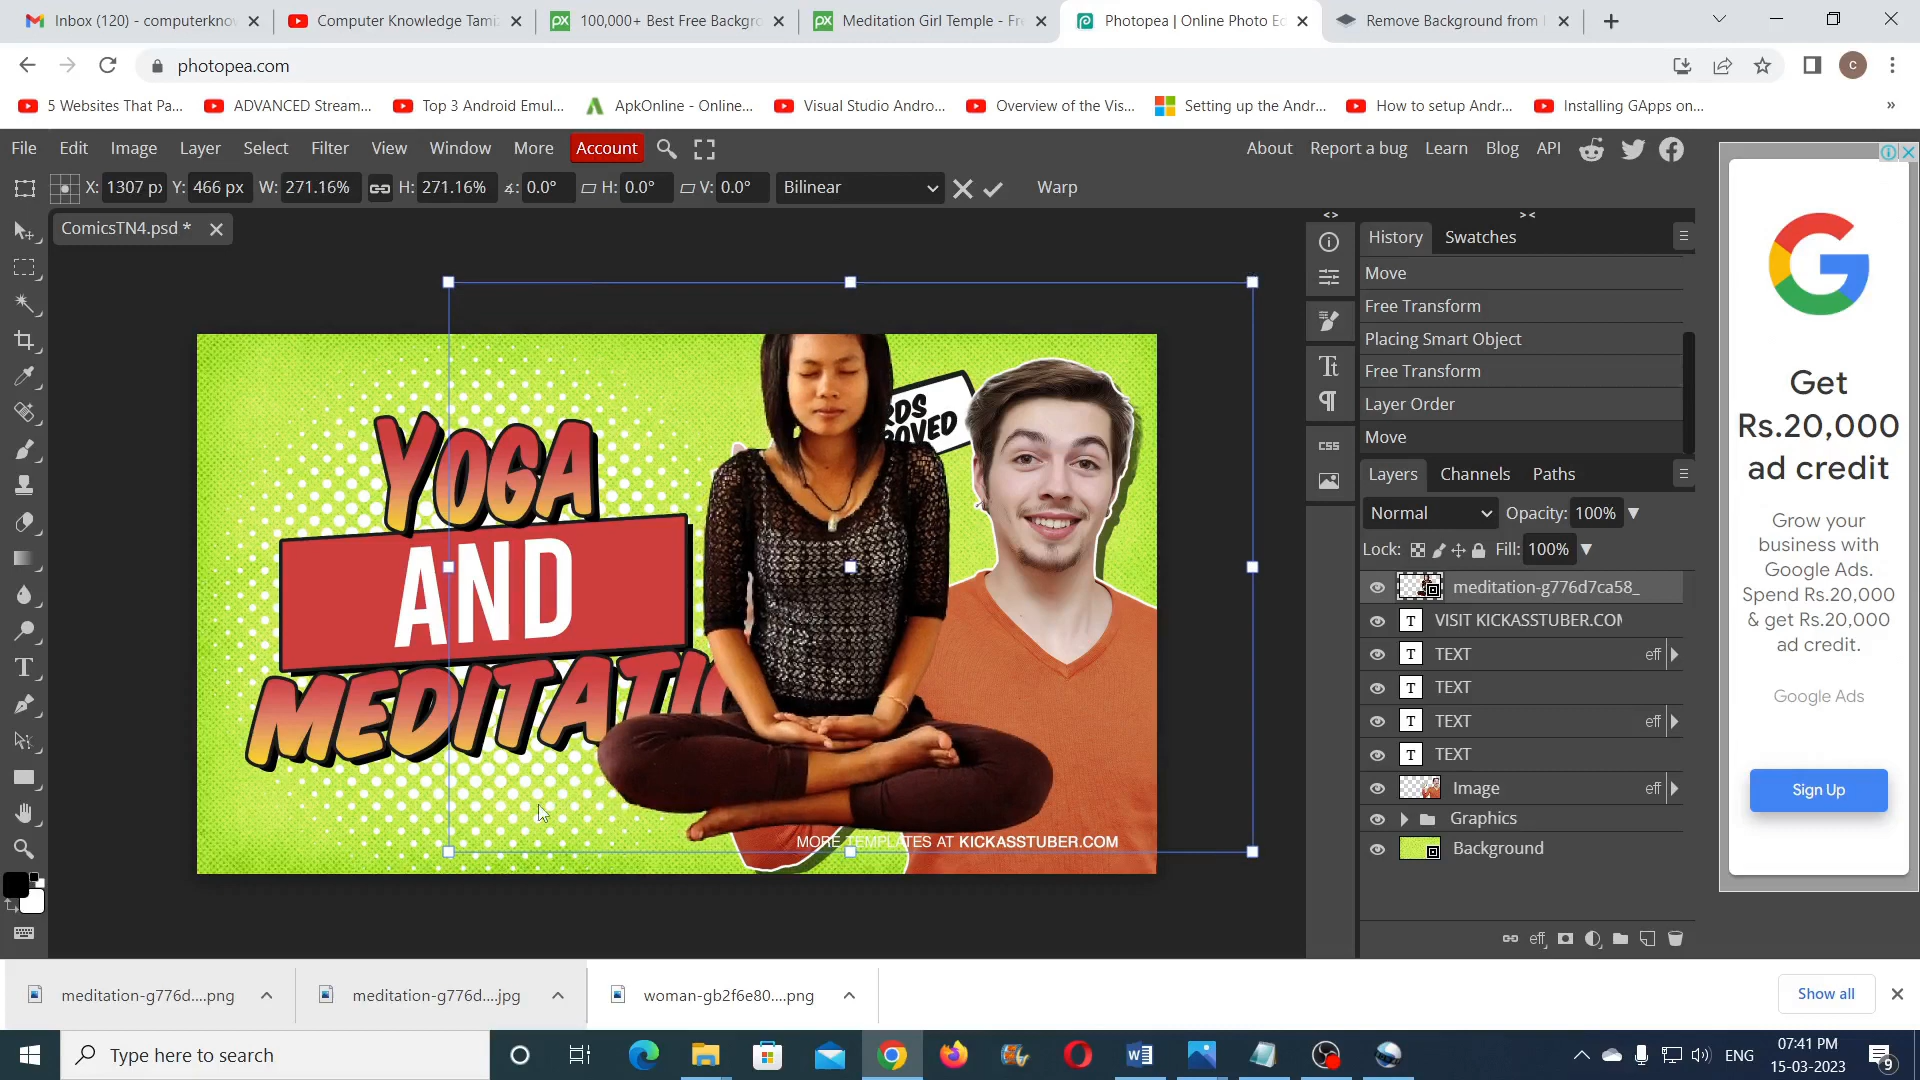 Inbox (120) - computerknow
Computer Knowledge Tami
100,000+ Best Free Backgro
Meditation Girl Temple - Fr
Photopea | Online Photo Ed
Remove Background from I
photopea.com
C
5 Websites That Pa...
ADVANCED Stream...
Top 3 Android Emul...
ApkOnline - Online...
Visual Studio Andro...
Overview of the Vis...
Setting up the Andr...
How to setup Andr...
Installing GApps on...
File Edit Image Layer Select Filter View Window More Account
About Report a bug Learn Blog API
X: 1307 px Y: 466 px W: 271.16% H: 271.16% 0.0° H: 0.0° V: 0.0° Bilinear Warp
ComicsTN4.psd *
YOGA
AND
MEDITATI
MORE TEMPLATES AT KICKASSTUBER.COM
History Swatches
Move
Free Transform
Placing Smart Object
Free Transform
Layer Order
Move
Layers Channels Paths
Normal Opacity: 100%
Lock: Fill: 100%
meditation-g776d7ca58_
VISIT KICKASSTUBER.COM
TEXT eff
TEXT
TEXT eff
TEXT
Image eff
Graphics
Background
eff
CSS
Get
Rs.20,000
ad credit
Grow your
business with
Google Ads.
Spend Rs.20,000
& get Rs.20,000
ad credit.
Google Ads
Sign Up
meditation-g776d....png
meditation-g776d....jpg
woman-gb2f6e80....png
Show all
Type here to search
ENG
07:41 PM
15-03-2023
9